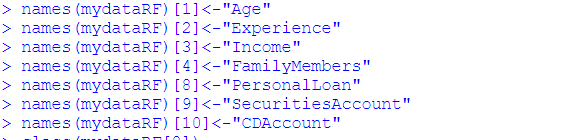 > names(mydataRF)[1]<-"Age"
> names(mydataRF)[2]<-"Experience"
> names(mydataRF)[3]<-"Income"
> names(mydataRF)[4]<-"FamilyMembers"
> names(mydataRF)[8]<-"PersonalLoan"
> names(mydataRF)[9]<-"SecuritiesAccount"
> names(mydataRF)[10]<-"CDAccount"